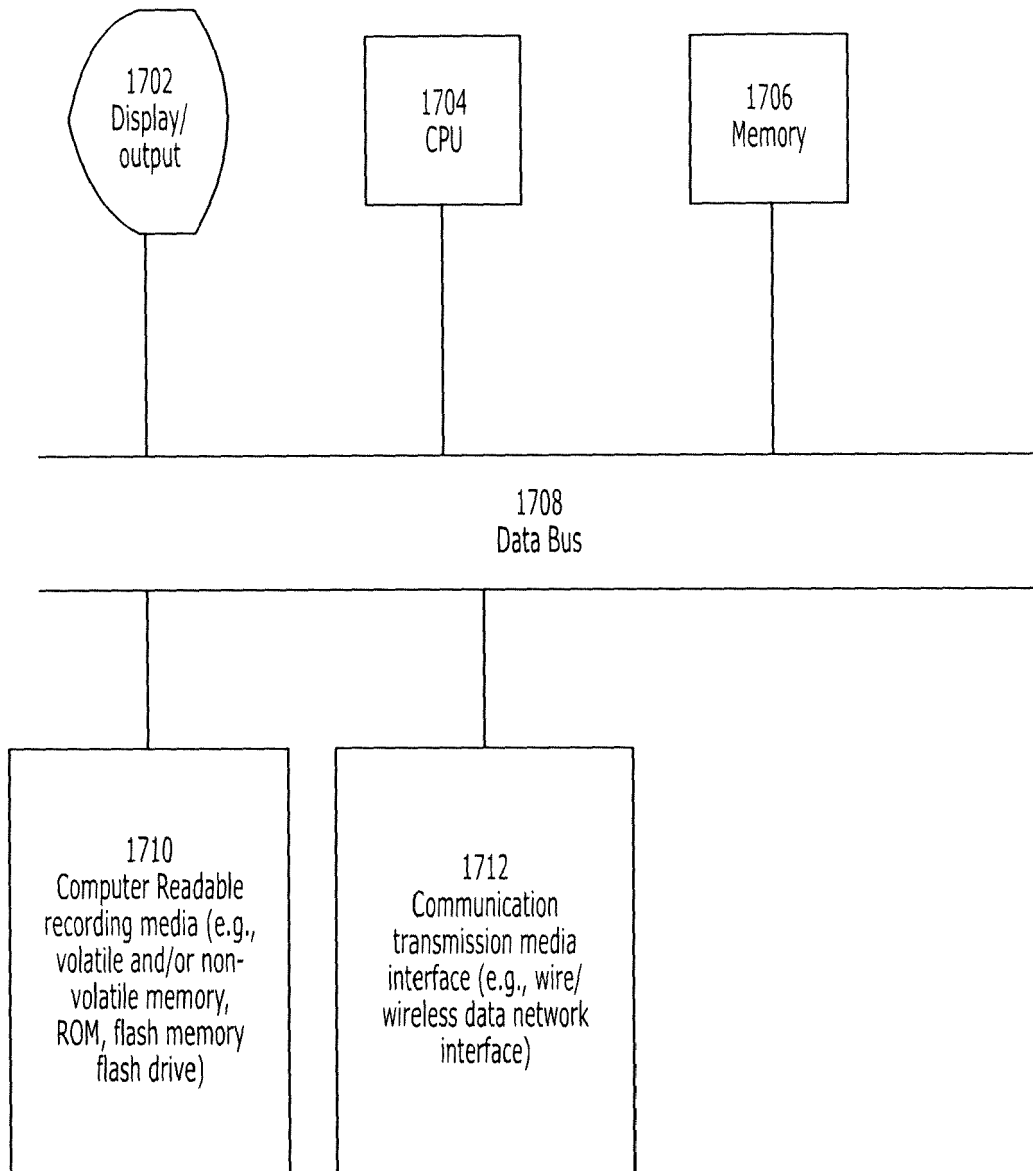 1702
Display/
output
1704
CPU
1706
Memory
1708
Data Bus
1710
Computer Readable
recording media (e.g.,
volatile and/or non-
volatile memory,
ROM, flash memory
flash drive)
1712
Communication
transmission media
interface (e.g., wire/
wireless data network
interface)